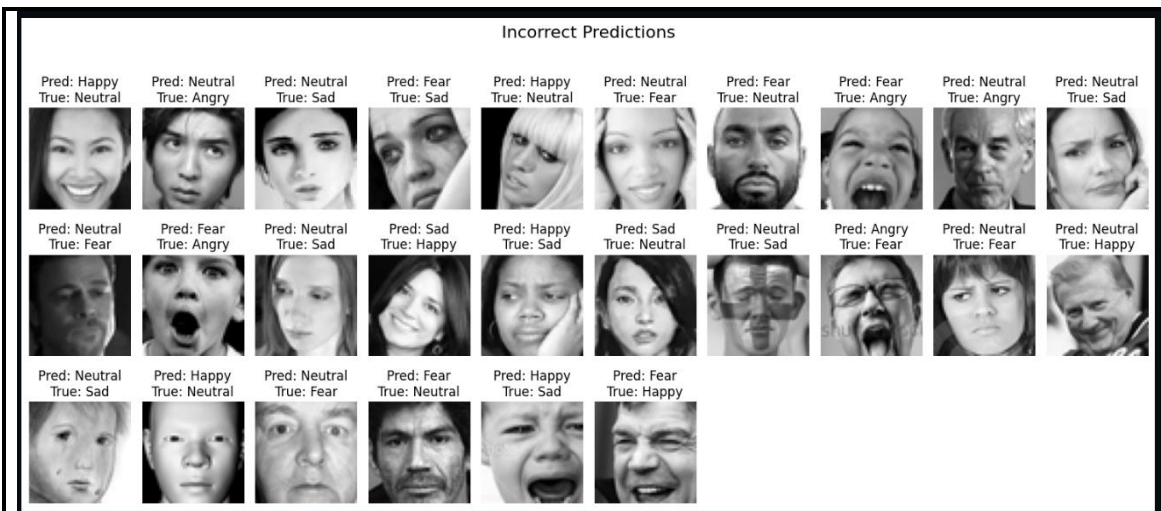 Incorrect Predictions
Pred: Happy
True: Neutral
Pred: Neutral
True: Angry
Pred: Neutral
True: Sad
Pred: Fear
True: Sad
Pred: Happy
True: Neutral
Pred: Neutral
True: Fear
Pred: Fear
True: Neutral
Pred: Fear
True: Angry
Pred: Neutral
True: Angry
Pred: Neutral
True: Sad
Pred: Neutral
True: Fear
Pred: Fear
True: Angry
Pred: Neutral
True: Sad
Pred: Sad
True: Happy
Pred: Happy
True: Sad
Pred: Sad
True: Neutral
Pred: Neutral
True: Sad
Pred: Angry
True: Fear
Pred: Neutral
True: Fear
Pred: Neutral
True: Happy
Pred: Neutral
True: Sad
Pred: Happy
True: Neutral
Pred: Neutral
True: Fear
Pred: Fear
True: Neutral
Pred: Happy
True: Sad
Pred: Fear
True: Happy